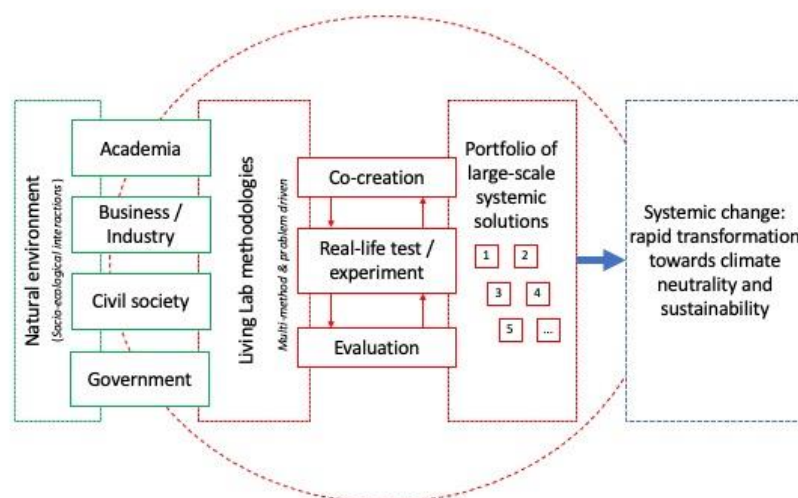 Natural environment
(Socio-ecological interactions)
Academia
Business /
Industry
Civil society
Government
Living Lab methodologies
Multi-method & problem driven
Co-creation
Real-life test /
experiment
Evaluation
Portfolio of
large-scale
systemic
solutions
1 2
3 4
5 ...
Systemic change:
rapid transformation
towards climate
neutrality and
sustainability